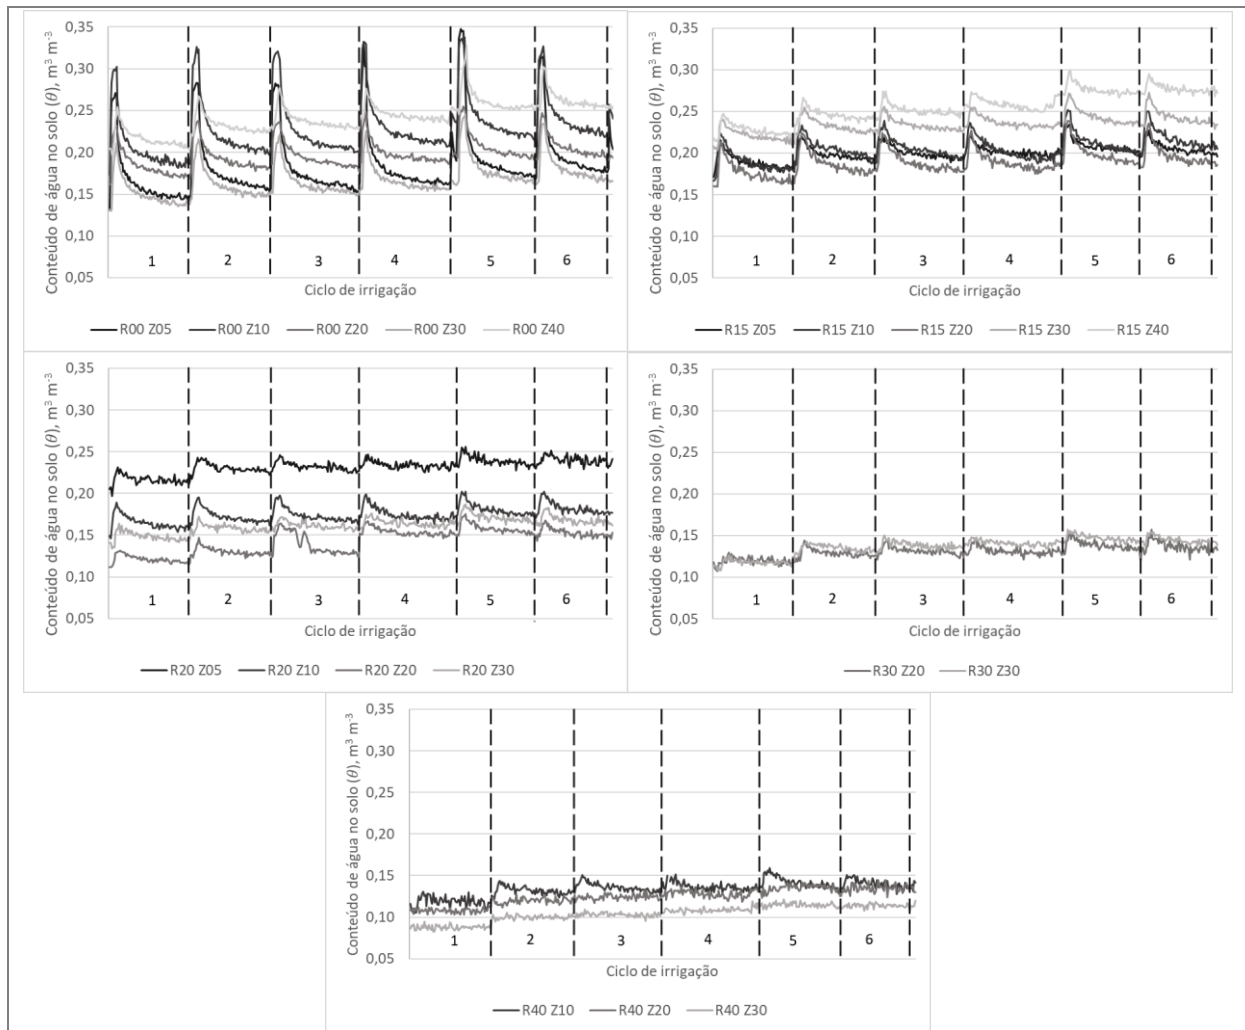 Conteúdo de água no solo (θ), m³ m⁻³
0,35
0,30
0,25
0,20
0,15
0,10
0,05
1 2 3 4 5 6
Ciclo de irrigação
R00 Z05 R00 Z10 R00 Z20 R00 Z30 R00 Z40
Conteúdo de água no solo (θ), m³ m⁻³
0,35
0,30
0,25
0,20
0,15
0,10
0,05
1 2 3 4 5 6
Ciclo de irrigação
R15 Z05 R15 Z10 R15 Z20 R15 Z30 R15 Z40
Conteúdo de água no solo (θ), m³ m⁻³
0,35
0,30
0,25
0,20
0,15
0,10
0,05
1 2 3 4 5 6
Ciclo de irrigação
R20 Z05 R20 Z10 R20 Z20 R20 Z30
Conteúdo de água no solo (θ), m³ m⁻³
0,35
0,30
0,25
0,20
0,15
0,10
0,05
1 2 3 4 5 6
Ciclo de irrigação
R30 Z20 R30 Z30
Conteúdo de água no solo (θ), m³ m⁻³
0,35
0,30
0,25
0,20
0,15
0,10
0,05
1 2 3 4 5 6
Ciclo de irrigação
R40 Z10 R40 Z20 R40 Z30